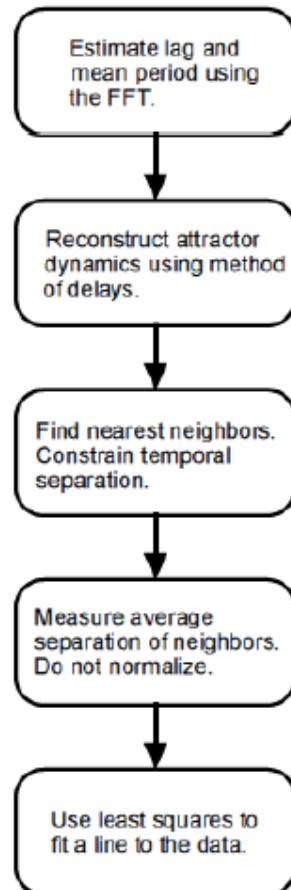 Estimate lag and
mean period using
the FFT.
Reconstruct attractor
dynamics using method
of delays.
Find nearest neighbors.
Constrain temporal
separation.
Measure average
separation of neighbors.
Do not normalize.
Use least squares to
fit a line to the data.